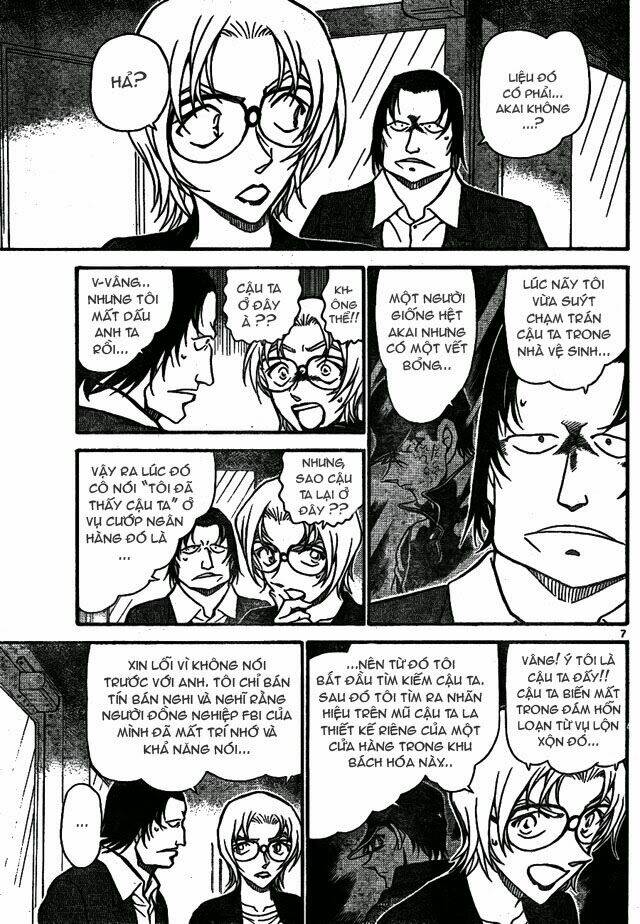 LIỆU ĐÓ
CÓ PHẢI...
AKAI KHÔNG
...?
HẢ?
LÚC NÃY TÔI
VỪA SUÝT
CHẠM TRÁN
CẬU TA TRONG
NHÀ VỆ SINH...
MỘT NGƯỜI
GIỐNG HỆT
AKAI NHƯNG
CÓ MỘT VẾT
BỎNG...
KH-
ÔNG
THỂ!!
CẬU TA
Ở ĐÂY
À ??
V-VÂNG..
NHƯNG TÔI
MẤT DẤU
ANH TA
RỒI...
NHƯNG,
SAO CẬU
TA LẠI Ở
ĐÂY ??
VẬY RA LÚC ĐÓ
CÔ NÓI “TÔI ĐÃ
THẤY CẬU TA” Ở
VỤ CƯỚP NGÂN
HÀNG ĐÓ LÀ
...
7
VÂNG! Ý TÔI LÀ
CẬU TA ĐẤY!!
CẬU TA BIẾN MẤT
TRONG ĐÁM HỖN
LOẠN TỪ VỤ LỘN
XỘN ĐÓ...
...NÊN TỪ ĐÓ TÔI
BẮT ĐẦU TÌM KIẾM CẬU TA.
SAU ĐÓ TÔI TÌM RA NHÃN
HIỆU TRÊN MŨ CẬU TA LA
THIẾT KẾ RIÊNG CỦA MỘT
CỬA HÀNG TRONG KHU
BÁCH HÓA NÀY..
XIN LỖI VÌ KHÔNG NÓI
TRƯỚC VỚI ANH. TÔI CHỈ BÁN
TÍN BÁN NGHI VÀ NGHĨ RẰNG
NGƯỜI ĐỒNG NGHIỆP FBI CỦA
MÌNH ĐÃ MẤT TRÍ NHỚ VÀ
KHẢ NĂNG NÓI...
...